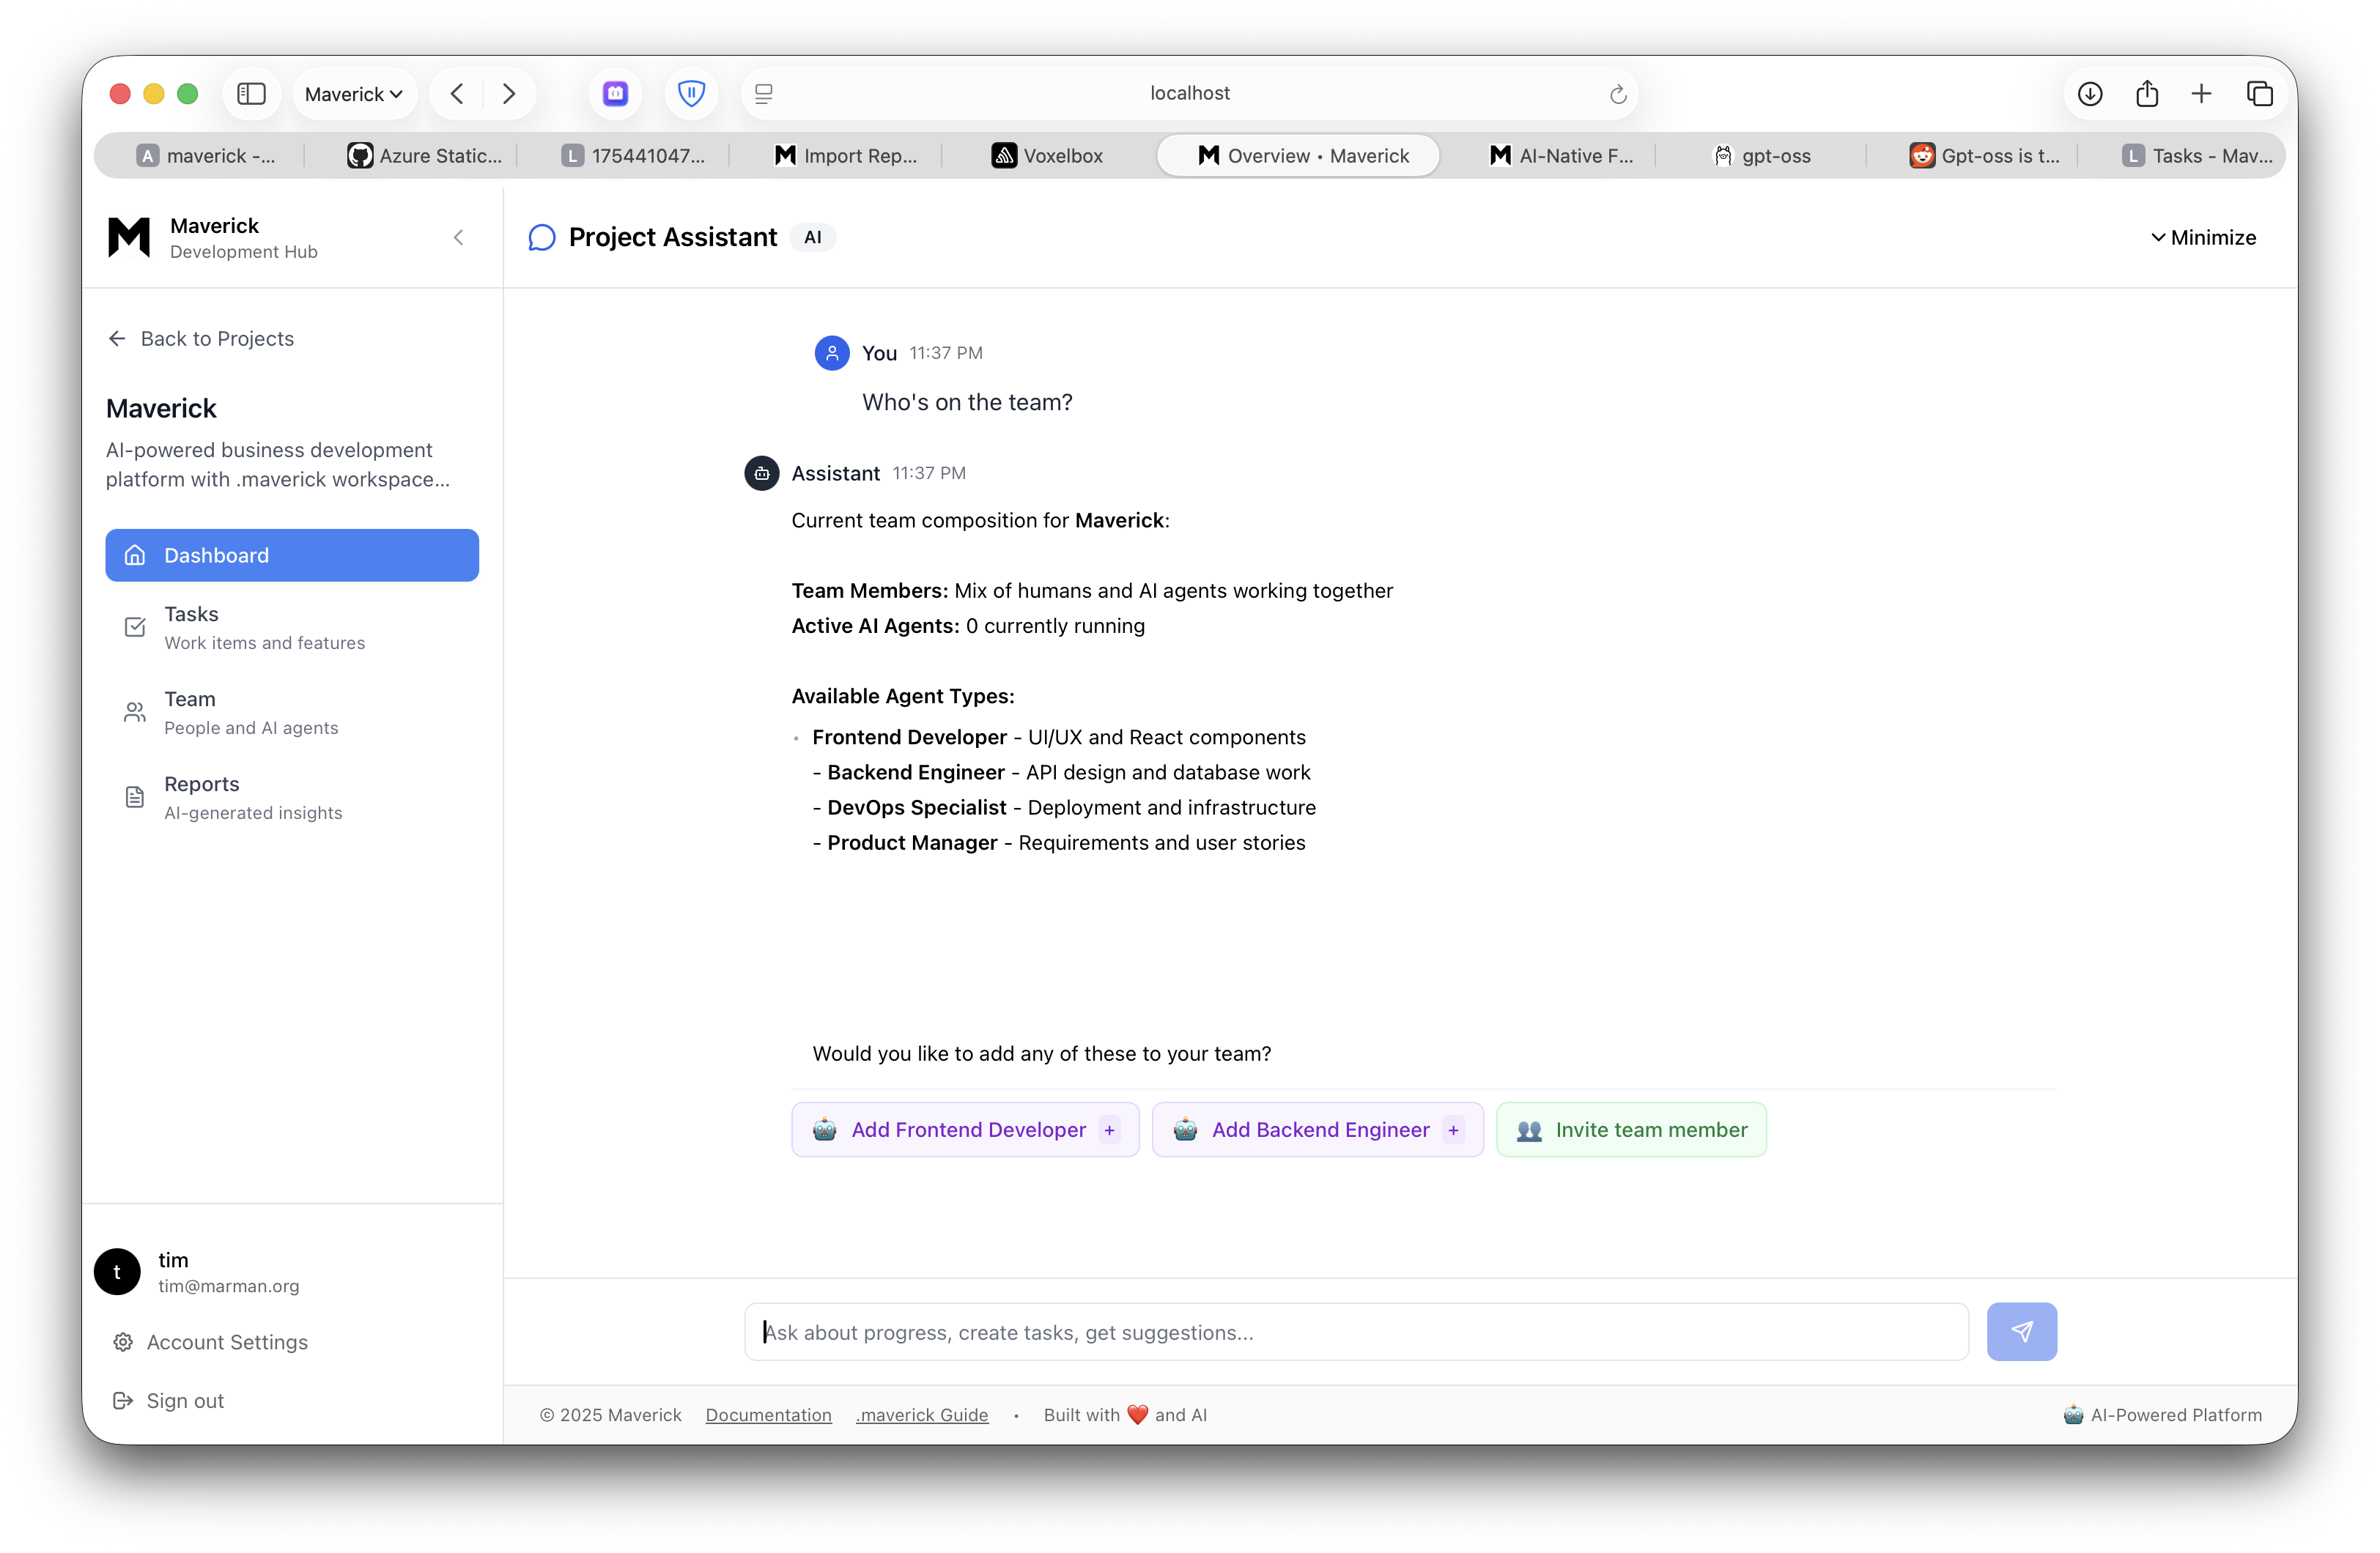 Maverick
localhost
A maverick -...
Azure Static...
L 175441047...
Import Rep...
Voxelbox
Overview • Maverick
AI-Native F...
gpt-oss
Gpt-oss is t...
L Tasks - Mav...
Maverick
Development Hub
Back to Projects
Maverick
AI-powered business development
platform with .maverick workspace...
Dashboard
Tasks
Work items and features
Team
People and AI agents
Reports
AI-generated insights
t
tim
tim@marman.org
Account Settings
Sign out
Project Assistant AI
Minimize
You 11:37 PM
Who's on the team?
Assistant 11:37 PM
Current team composition for Maverick:
Team Members: Mix of humans and AI agents working together
Active AI Agents: 0 currently running
Available Agent Types:
• Frontend Developer - UI/UX and React components
- Backend Engineer - API design and database work
- DevOps Specialist - Deployment and infrastructure
- Product Manager - Requirements and user stories
Would you like to add any of these to your team?
Add Frontend Developer +
Add Backend Engineer +
Invite team member
Ask about progress, create tasks, get suggestions...
© 2025 Maverick Documentation .maverick Guide • Built with ❤️ and AI
🤖 AI-Powered Platform